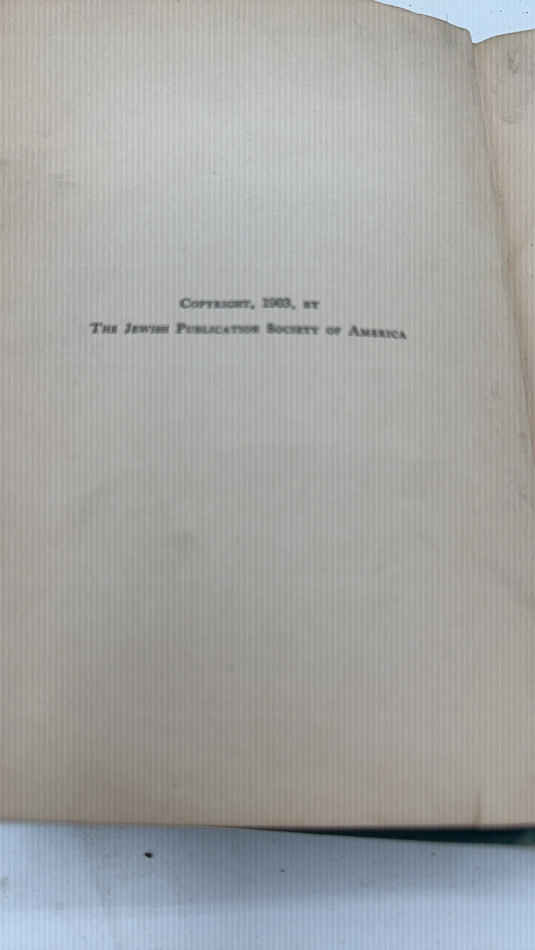 COPYRIGHT, 1903, BY
THE JEWISH PUBLICATION SOCIETY OF AMERICA